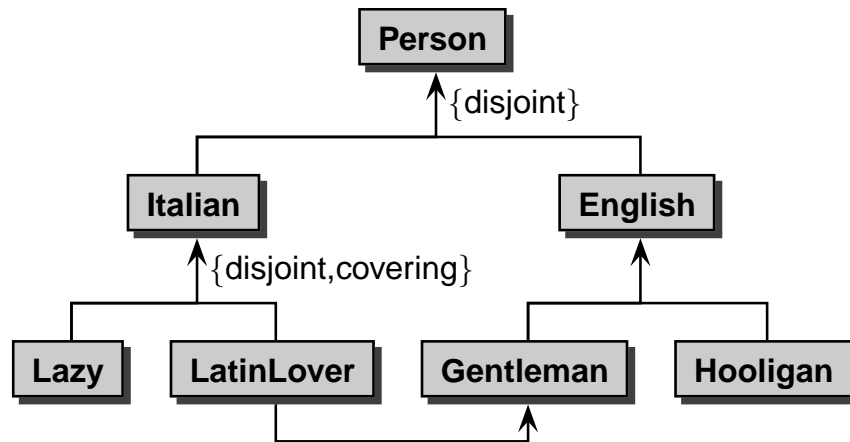 Person
{disjoint}
Italian English
{disjoint,covering}
Lazy LatinLover Gentleman Hooligan